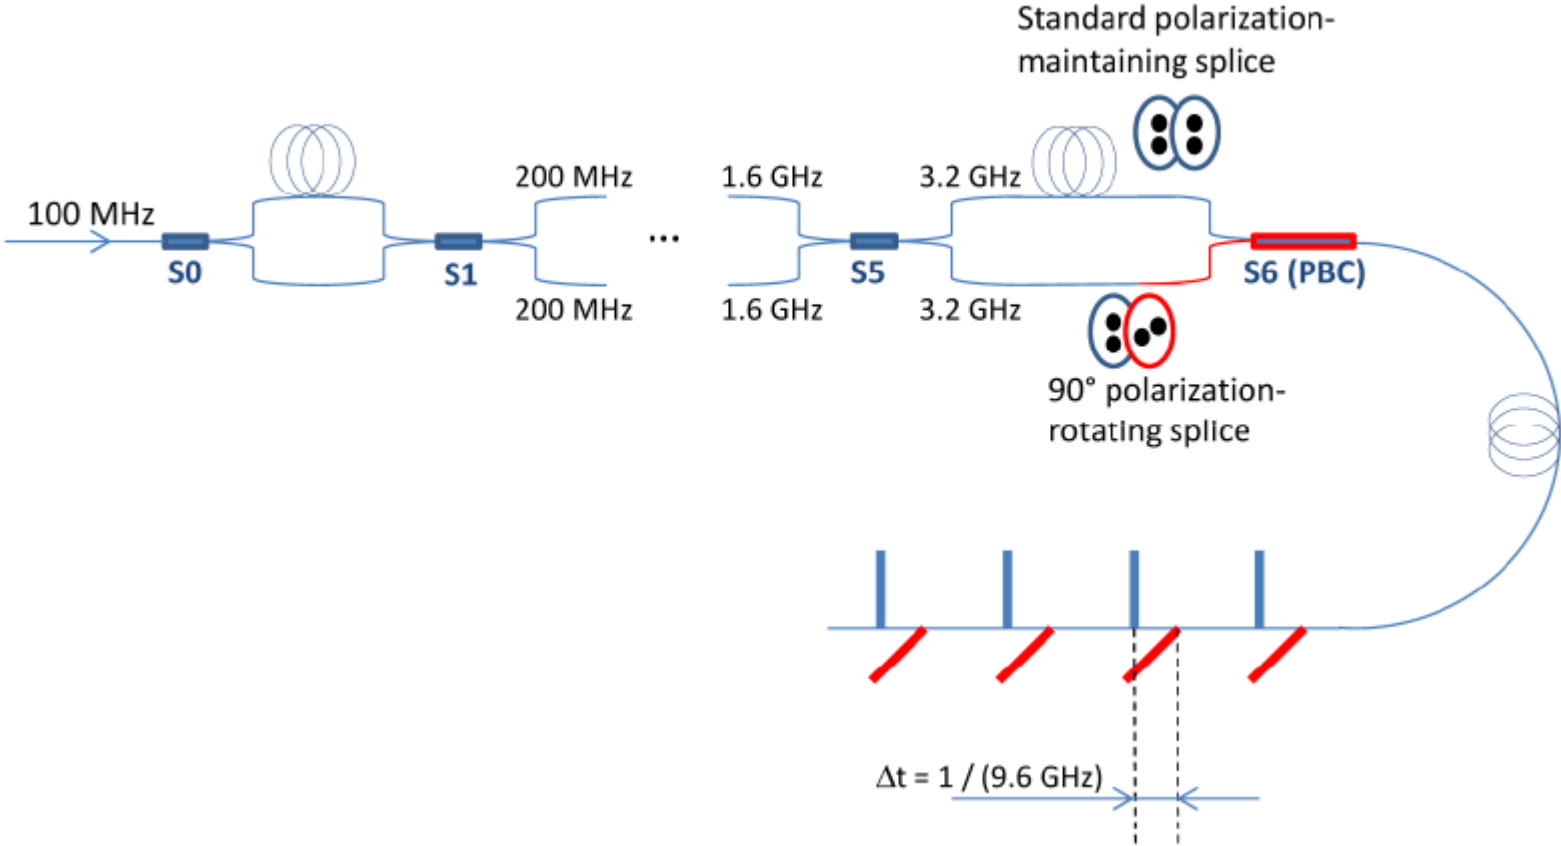 Standard polarization-
maintaining splice
200 MHz
1.6 GHz
3.2 GHz
100 MHz
...
S0
S1
S5
S6 (PBC)
200 MHz
1.6 GHz
3.2 GHz
90° polarization-
rotating splice
Δt = 1 / (9.6 GHz)